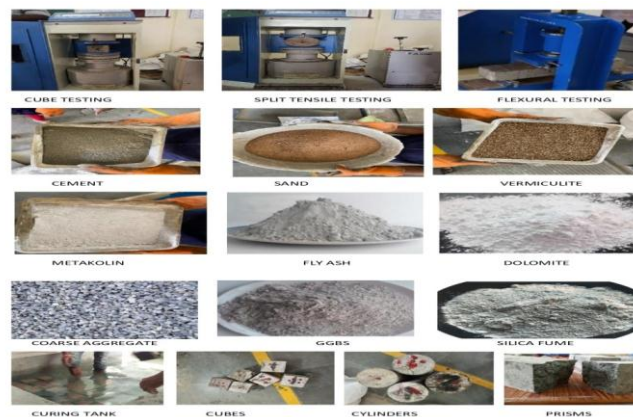 CUBE TESTING SPLIT TENSILE TESTING FLEXURAL TESTING
CEMENT SAND VERMICULITE
METAKOLIN FLY ASH DOLOMITE
COARSE AGGREGATE GGBS SILICA FUME
CURING TANK CUBES CYLINDERS PRISMS